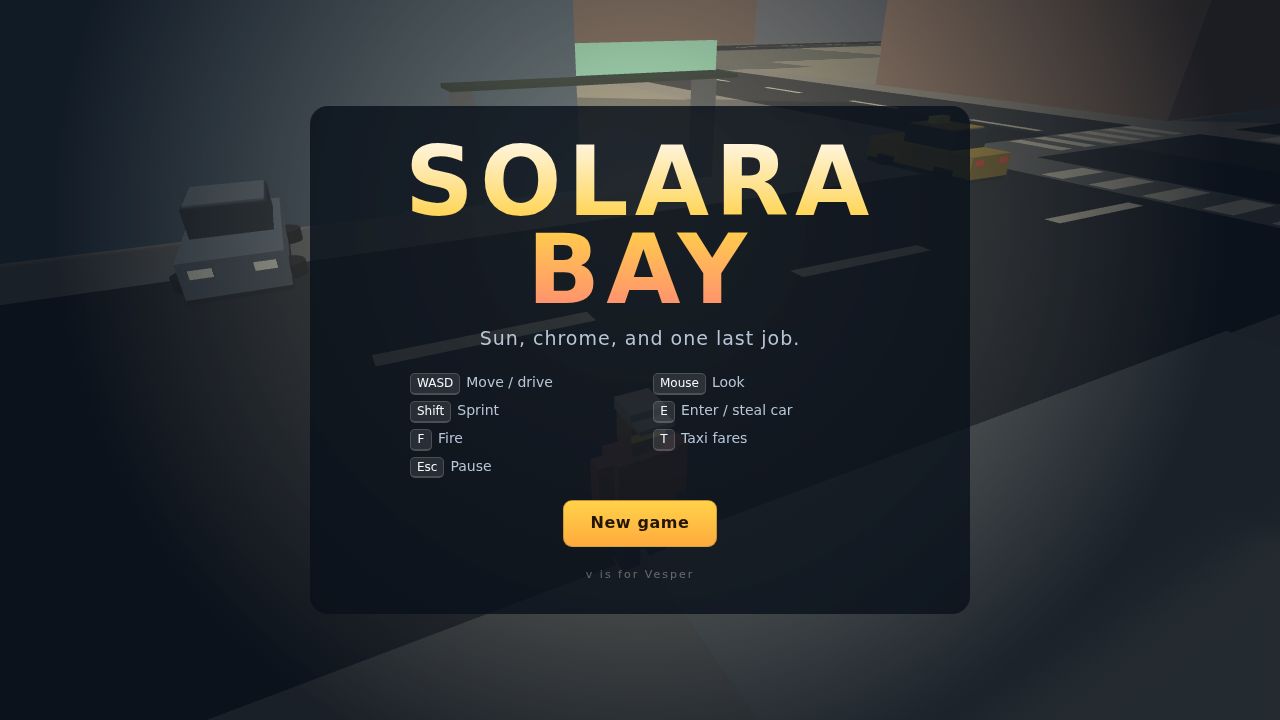 SOLARA
BAY
Sun, chrome, and one last job.
WASD Move / drive
Mouse Look
Shift Sprint
E Enter / steal car
F Fire
T Taxi fares
Esc Pause
New game
v is for Vesper